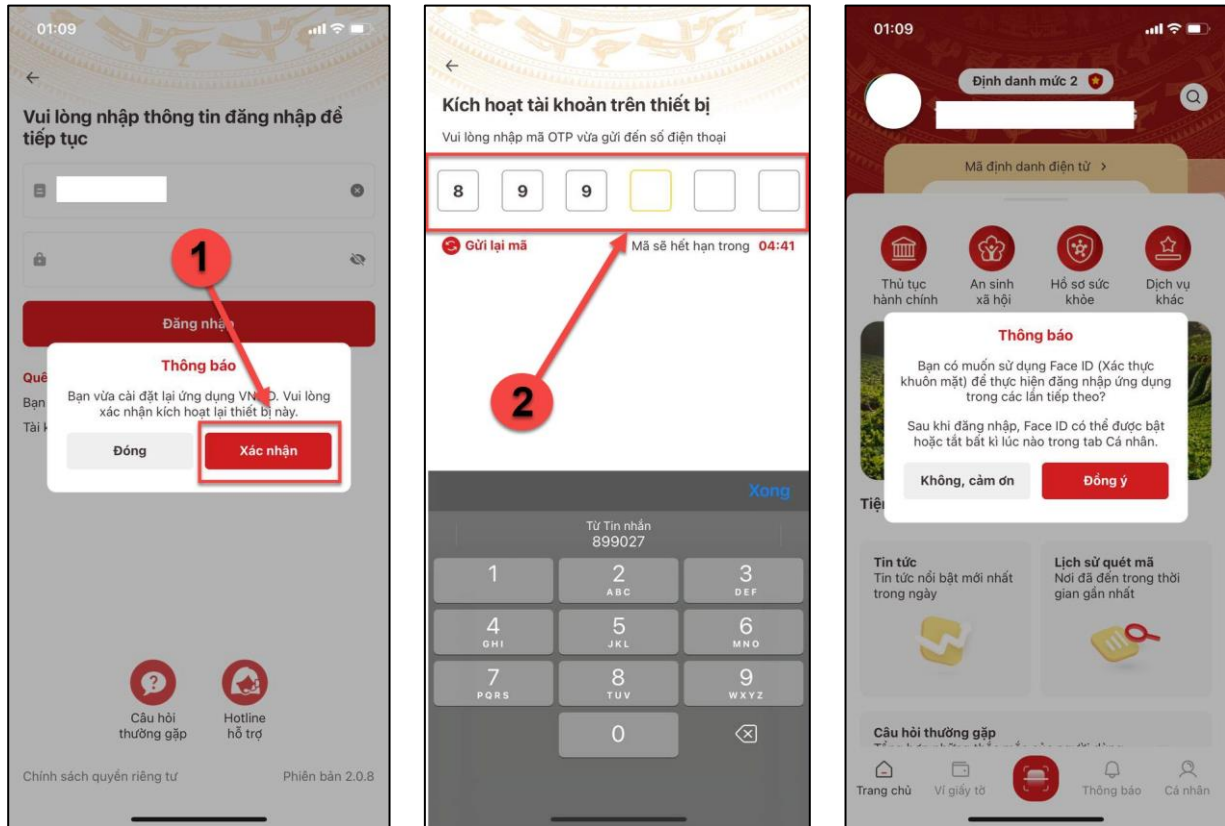 01:09
Vui lòng nhập thông tin đăng nhập để
tiếp tục
1
Đăng nhập
Thông báo
Bạn vừa cài đặt lại ứng dụng Vui lòng
xác nhận kích hoạt lại thiết bị này.
Đóng
Xác nhận
Quê
Bạn
Tài k
Câu hỏi
thường gặp
Hotline
hỗ trợ
Chính sách quyền riêng tư
Phiên bản 2.0.8
Kích hoạt tài khoản trên thiết bị
Vui lòng nhập mã OTP vừa gửi đến số điện thoại
8 9 9
Gửi lại mã
Mã sẽ hết hạn trong 04:41
2
Xong
Từ Tin nhắn
899027
1
2
ABC
3
DEF
4
GHI
5
JKL
6
MNO
7
PQRS
8
TUV
9
WXYZ
0
01:09
Định danh mức 2
Mã định danh điện tử >
Thủ tục
hành chính
An sinh
xã hội
Hồ sơ sức
khỏe
Dịch vụ
khác
Thông báo
Bạn có muốn sử dụng Face ID (Xác thực
khuôn mặt) để thực hiện đăng nhập ứng dụng
trong các lần tiếp theo?
Sau khi đăng nhập, Face ID có thể được bật
hoặc tắt bất kì lúc nào trong tab Cá nhân.
Không, cảm ơn
Đồng ý
Tiệ
Tin tức
Tin tức nổi bật mới nhất
trong ngày
Lịch sử quét mã
Nơi đã đến trong thời
gian gần nhất
Câu hỏi thường gặp
Trang chủ
Ví giấy tờ
Thông báo
Cá nhân